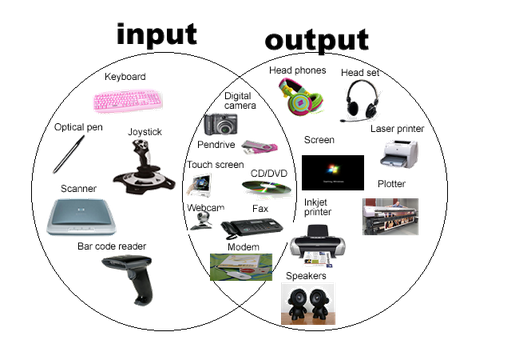 input
output
Keyboard
Head phones
Head set
Digital
camera
Optical pen
Joystick
Laser printer
Pendrive
Screen
Touch screen
CD/DVD
Scanner
Plotter
Webcam
Fax
Inkjet
printer
Bar code reader
Modem
Speakers